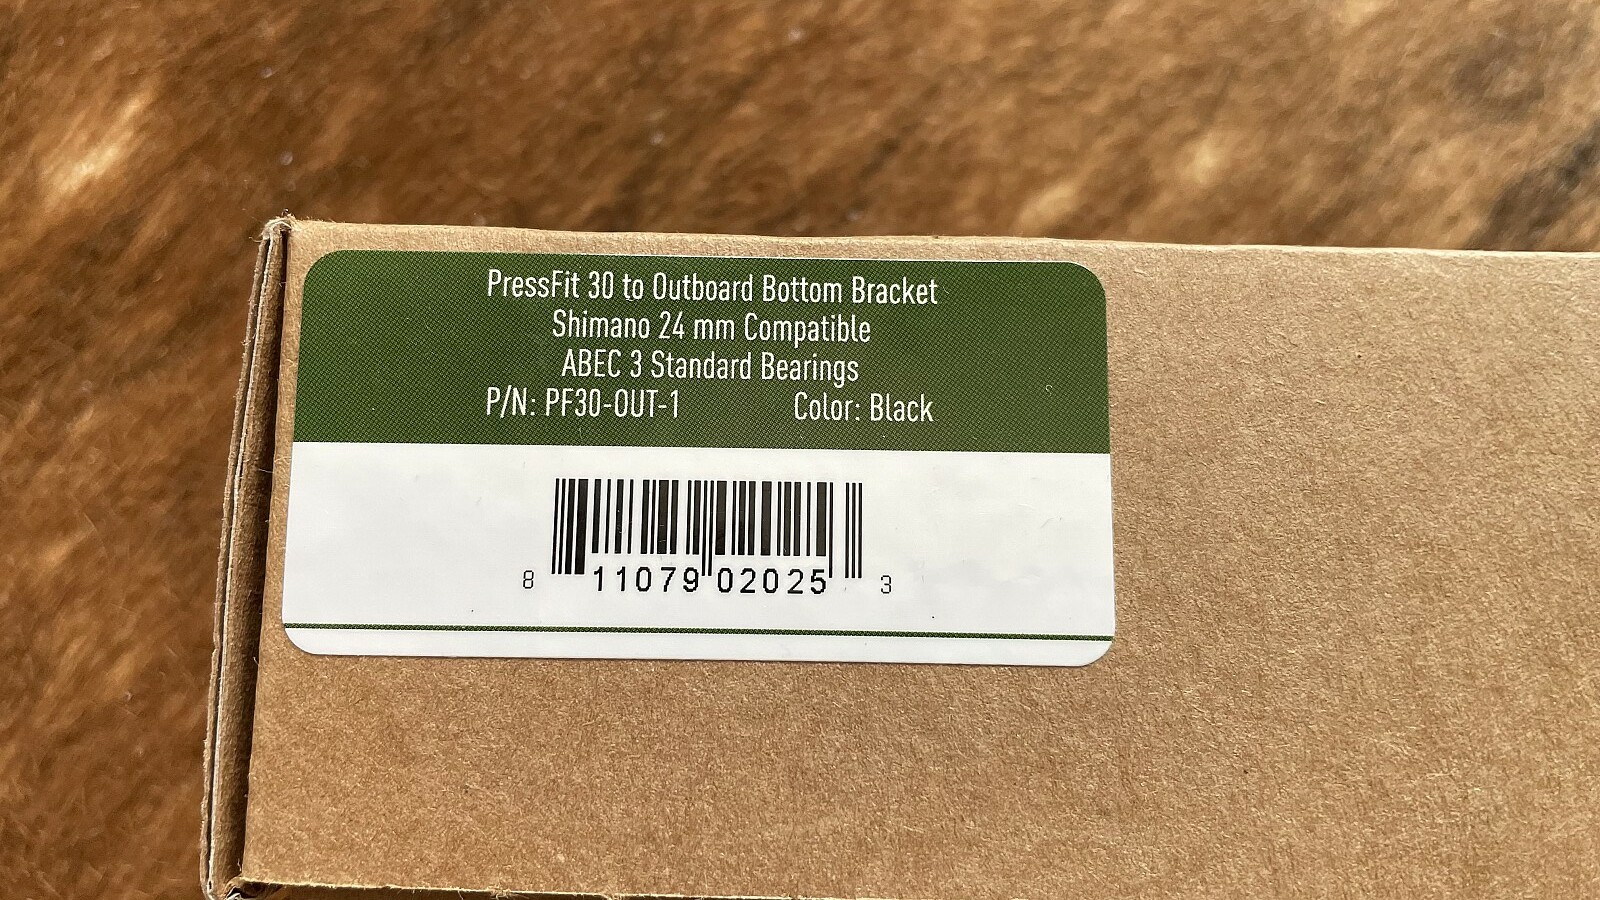 PressFit 30 to Outboard Bottom Bracket
Shimano 24 mm Compatible
ABEC 3 Standard Bearings
P/N: PF30-OUT-1 Color: Black
8 11079 02025 3